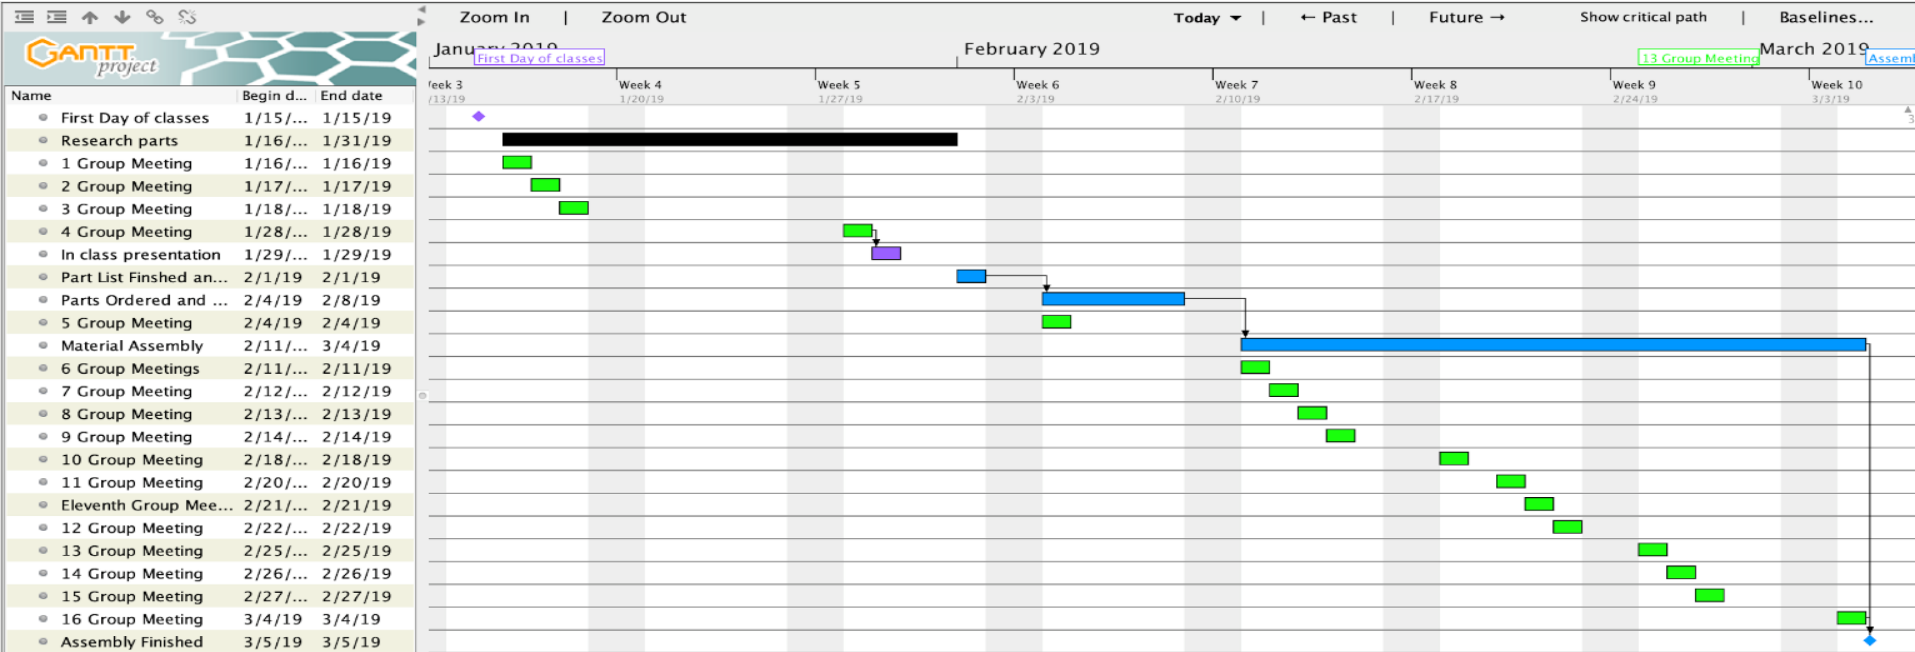 Zoom In | Zoom Out Today | ← Past | Future → Show critical path | Baselines...
GANTT project
January 2019 February 2019 March 2019
First Day of classes 13 Group Meeting Assem
eek 3 Week 4 Week 5 Week 6 Week 7 Week 8 Week 9 Week 10
/13/19 1/20/19 1/27/19 2/3/19 2/10/19 2/17/19 2/24/19 3/3/19
Name Begin d... End date
3
First Day of classes 1/15/... 1/15/19
Research parts 1/16/... 1/31/19
1 Group Meeting 1/16/... 1/16/19
2 Group Meeting 1/17/... 1/17/19
3 Group Meeting 1/18/... 1/18/19
4 Group Meeting 1/28/... 1/28/19
In class presentation 1/29/... 1/29/19
Part List Finshed an... 2/1/19 2/1/19
Parts Ordered and ... 2/4/19 2/8/19
5 Group Meeting 2/4/19 2/4/19
Material Assembly 2/11/... 3/4/19
6 Group Meetings 2/11/... 2/11/19
7 Group Meeting 2/12/... 2/12/19
8 Group Meeting 2/13/... 2/13/19
9 Group Meeting 2/14/... 2/14/19
10 Group Meeting 2/18/... 2/18/19
11 Group Meeting 2/20/... 2/20/19
Eleventh Group Mee... 2/21/... 2/21/19
12 Group Meeting 2/22/... 2/22/19
13 Group Meeting 2/25/... 2/25/19
14 Group Meeting 2/26/... 2/26/19
15 Group Meeting 2/27/... 2/27/19
16 Group Meeting 3/4/19 3/4/19
Assembly Finished 3/5/19 3/5/19